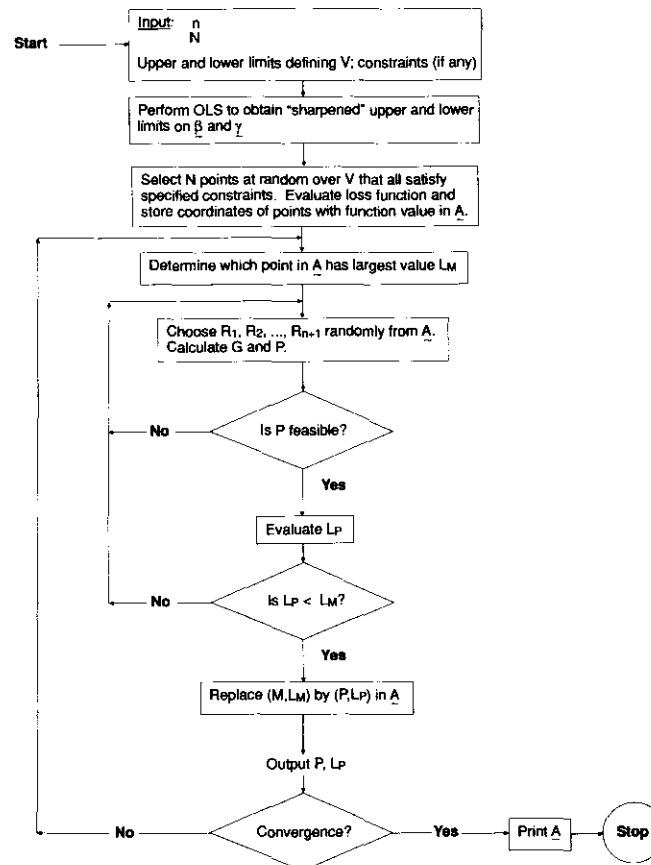 Input: n
N
Start
Upper and lower limits defining V; constraints (if any)
Perform OLS to obtain "sharpened" upper and lower
limits on β and γ
Select N points at random over V that all satisfy
specified constraints. Evaluate loss function and
store coordinates of points with function value in A.
Determine which point in A has largest value LM
Choose R1, R2, ..., Rn+1 randomly from A.
Calculate G and P.
No
Is P feasible?
Yes
Evaluate LP
No
Is LP < LM?
Yes
Replace (M,LM) by (P,LP) in A
Output P, LP
No
Convergence?
Yes
Print A
Stop